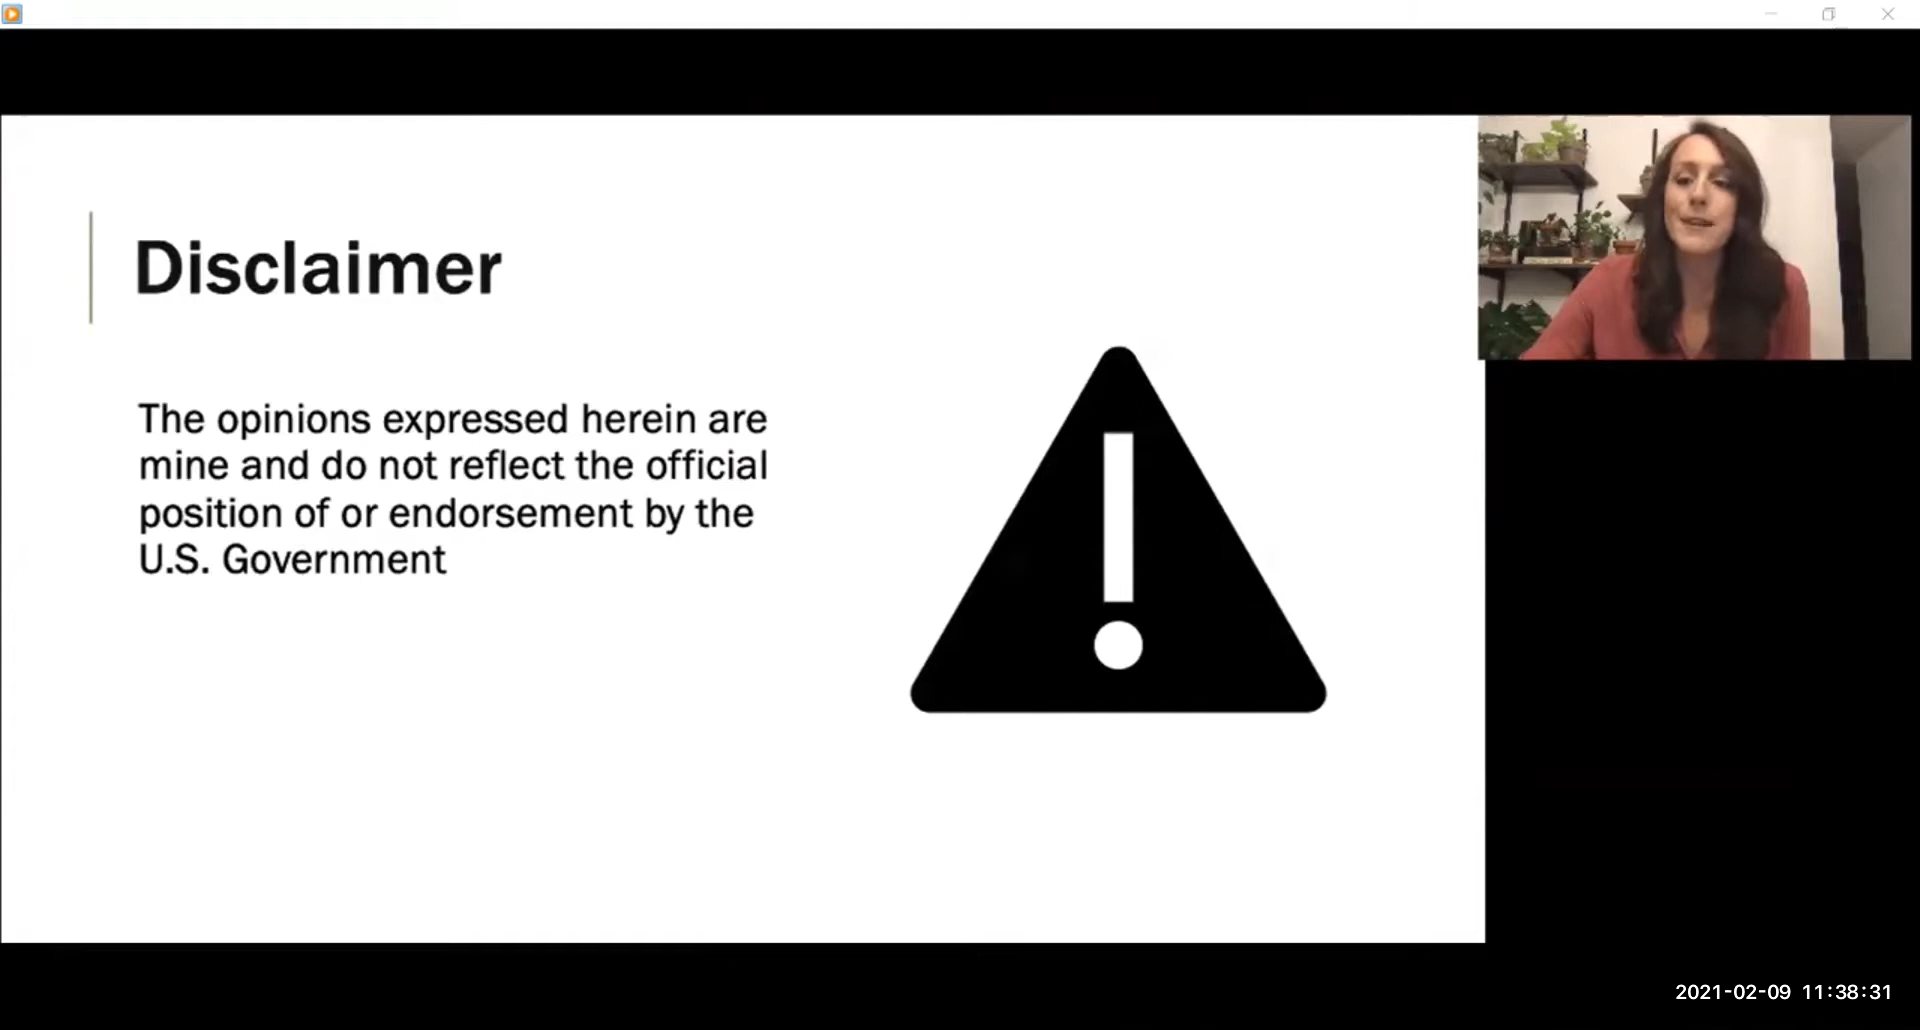 Disclaimer
The opinions expressed herein are
mine and do not reflect the official
position of or endorsement by the
U.S. Government
2021-02-09 11:38:31